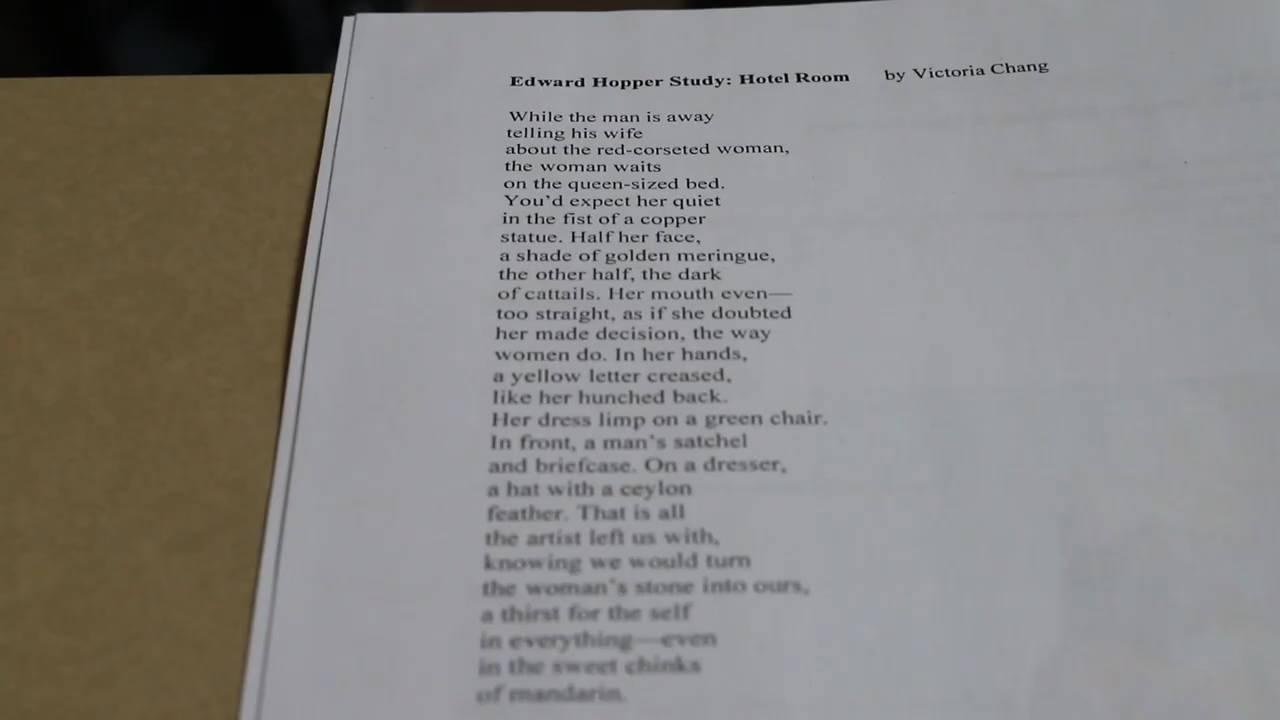 Edward Hopper Study: Hotel Room by Victoria Chang
While the man is away
telling his wife
about the red-corseted woman,
the woman waits
on the queen-sized bed.
You'd expect her quiet
in the fist of a copper
statue. Half her face,
a shade of golden meringue,
the other half, the dark
of cattails. Her mouth even—
too straight, as if she doubted
her made decision, the way
women do. In her hands,
a yellow letter creased,
like her hunched back.
Her dress limp on a green chair.
In front, a man's satchel
and briefcase. On a dresser,
a hat with a ceylon
feather. That is all
the artist left us with,
knowing we would turn
the woman's stone into ours,
a thirst for the self
in everything—even
in the sweet chinks
of mandarin.